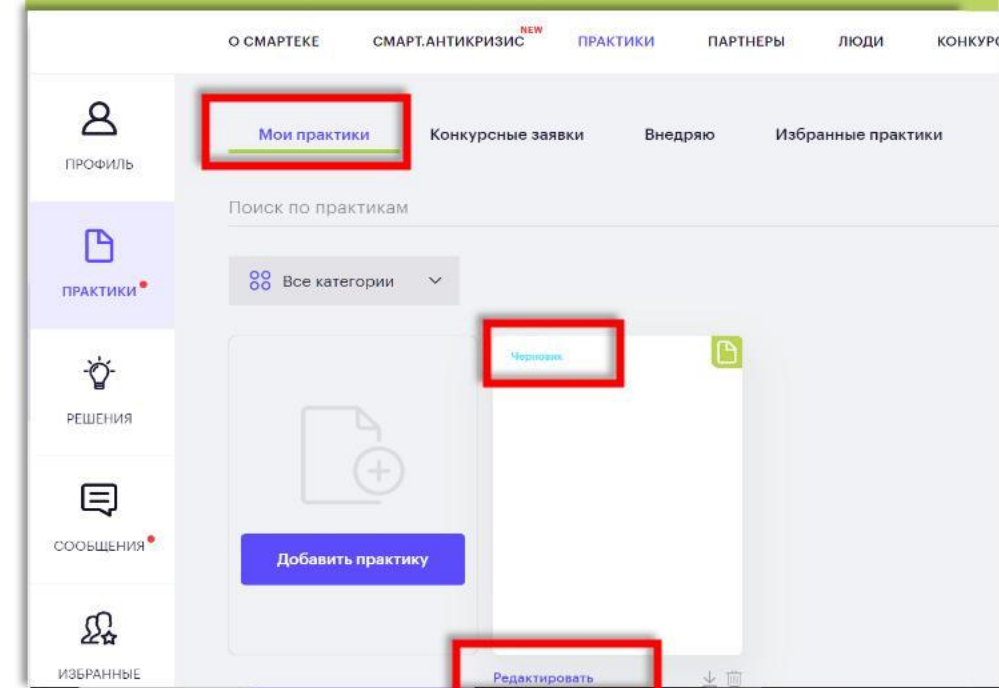 О СМАРТЕКЕ СМАРТ.АНТИКРИЗИС NEW ПРАКТИКИ ПАРТНЕРЫ ЛЮДИ КОНКУРС
ПРОФИЛЬ
ПРАКТИКИ
РЕШЕНИЯ
СООБЩЕНИЯ
ИЗБРАННЫЕ
Мои практики Конкурсные заявки Внедряю Избранные практики
Поиск по практикам
Все категории
Черновик
Добавить практику
Редактировать